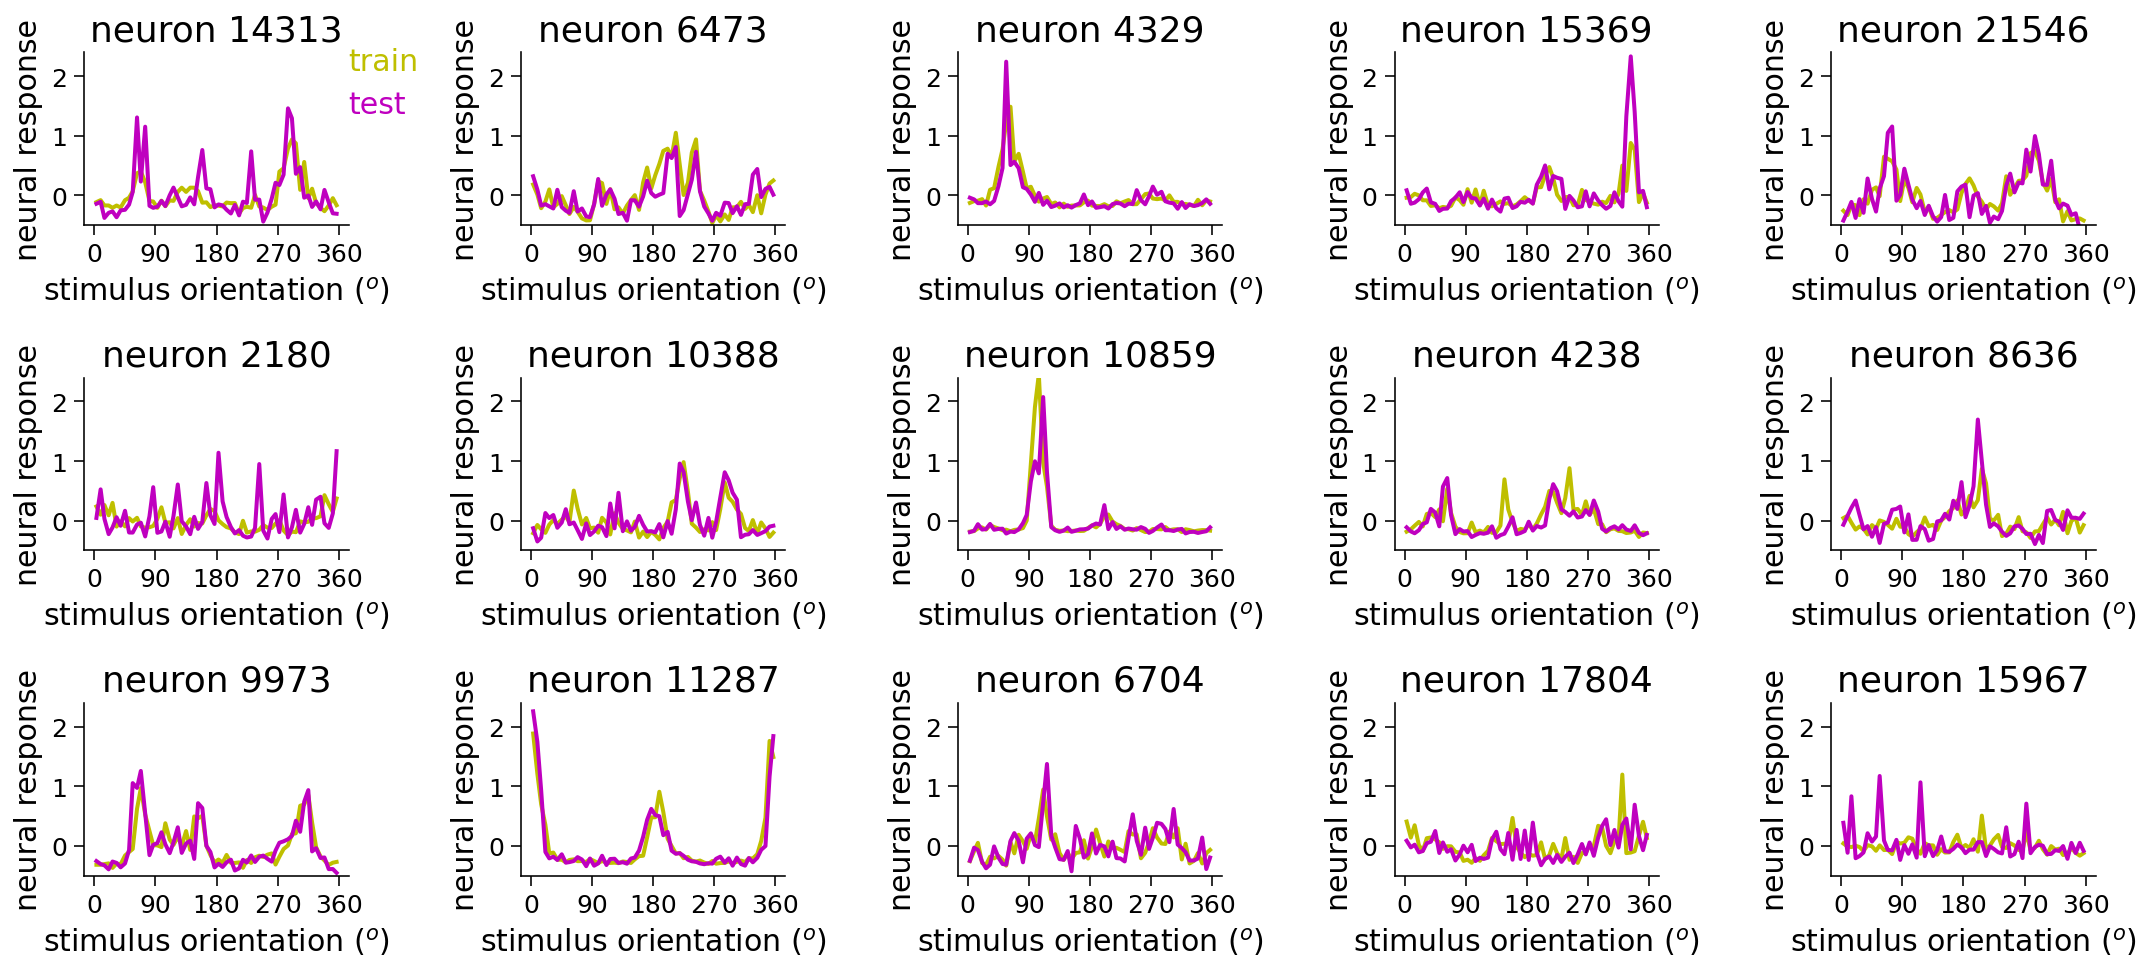 neuron 14313
neuron 6473
neuron 4329
neuron 15369
neuron 21546
train
test
neural response
2
1
0
neural response
2
1
0
neural response
2
1
0
neural response
2
1
0
neural response
2
1
0
0 90 180 270 360
0 90 180 270 360
0 90 180 270 360
0 90 180 270 360
0 90 180 270 360
stimulus orientation (o)
stimulus orientation (o)
stimulus orientation (o)
stimulus orientation (o)
stimulus orientation (o)
neuron 2180
neuron 10388
neuron 10859
neuron 4238
neuron 8636
neural response
2
1
0
neural response
2
1
0
neural response
2
1
0
neural response
2
1
0
neural response
2
1
0
0 90 180 270 360
0 90 180 270 360
0 90 180 270 360
0 90 180 270 360
0 90 180 270 360
stimulus orientation (o)
stimulus orientation (o)
stimulus orientation (o)
stimulus orientation (o)
stimulus orientation (o)
neuron 9973
neuron 11287
neuron 6704
neuron 17804
neuron 15967
neural response
2
1
0
neural response
2
1
0
neural response
2
1
0
neural response
2
1
0
neural response
2
1
0
0 90 180 270 360
0 90 180 270 360
0 90 180 270 360
0 90 180 270 360
0 90 180 270 360
stimulus orientation (o)
stimulus orientation (o)
stimulus orientation (o)
stimulus orientation (o)
stimulus orientation (o)